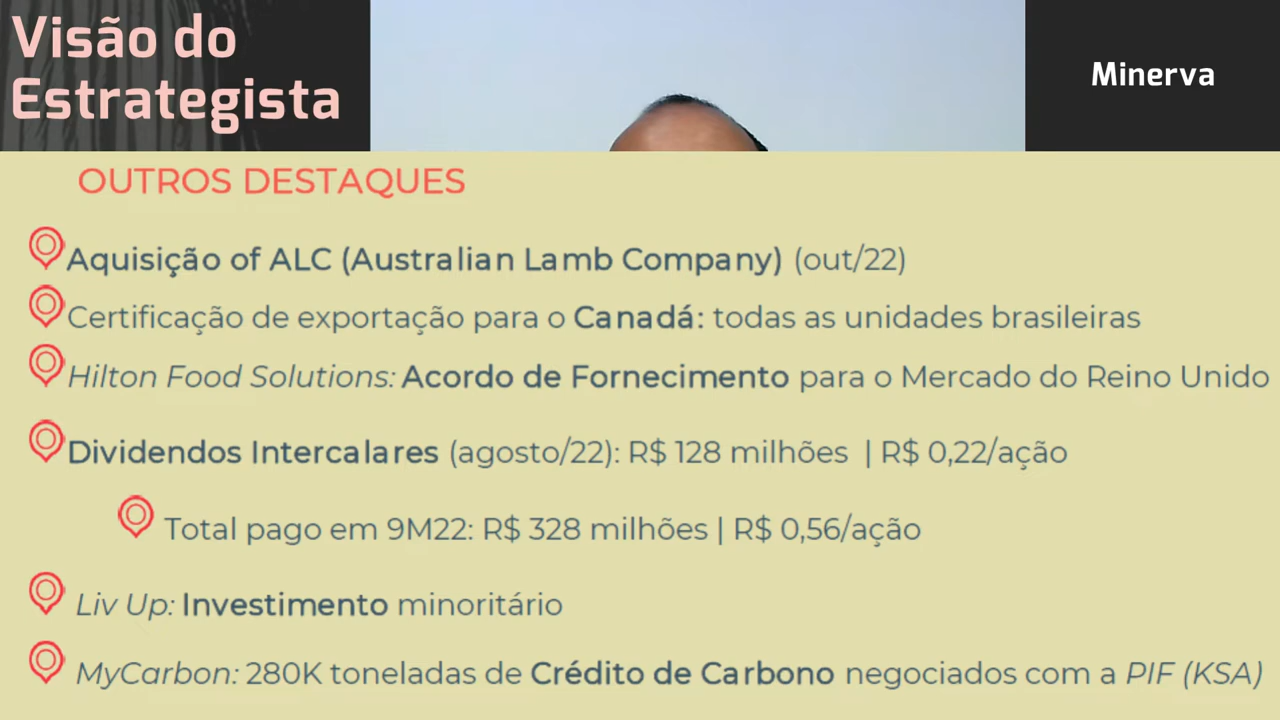 Visão do
Estrategista
Minerva
OUTROS DESTAQUES
Aquisição of ALC (Australian Lamb Company) (out/22)
Certificação de exportação para o Canadá: todas as unidades brasileiras
Hilton Food Solutions: Acordo de Fornecimento para o Mercado do Reino Unido
Dividendos Intercalares (agosto/22): R$ 128 milhões | R$ 0,22/ação
Total pago em 9M22: R$ 328 milhões | R$ 0,56/ação
Liv Up: Investimento minoritário
MyCarbon: 280K toneladas de Crédito de Carbono negociados com a PIF (KSA)